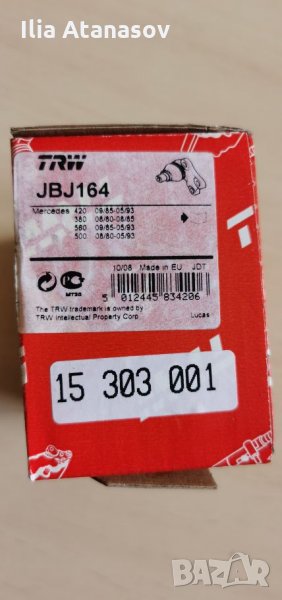 Ilia Atanasov
TRW
JBJ164
Mercedes 420 09/85-05/93
380 08/80-08/85
560 09/85-05/93
500 08/80-05/93
10/08 Made in EU JDT
5 012445 834206
The TRW trademark is owned by
TRW Intellectual Property Corp.
Lucas
15 303 001
BAZAR.bg